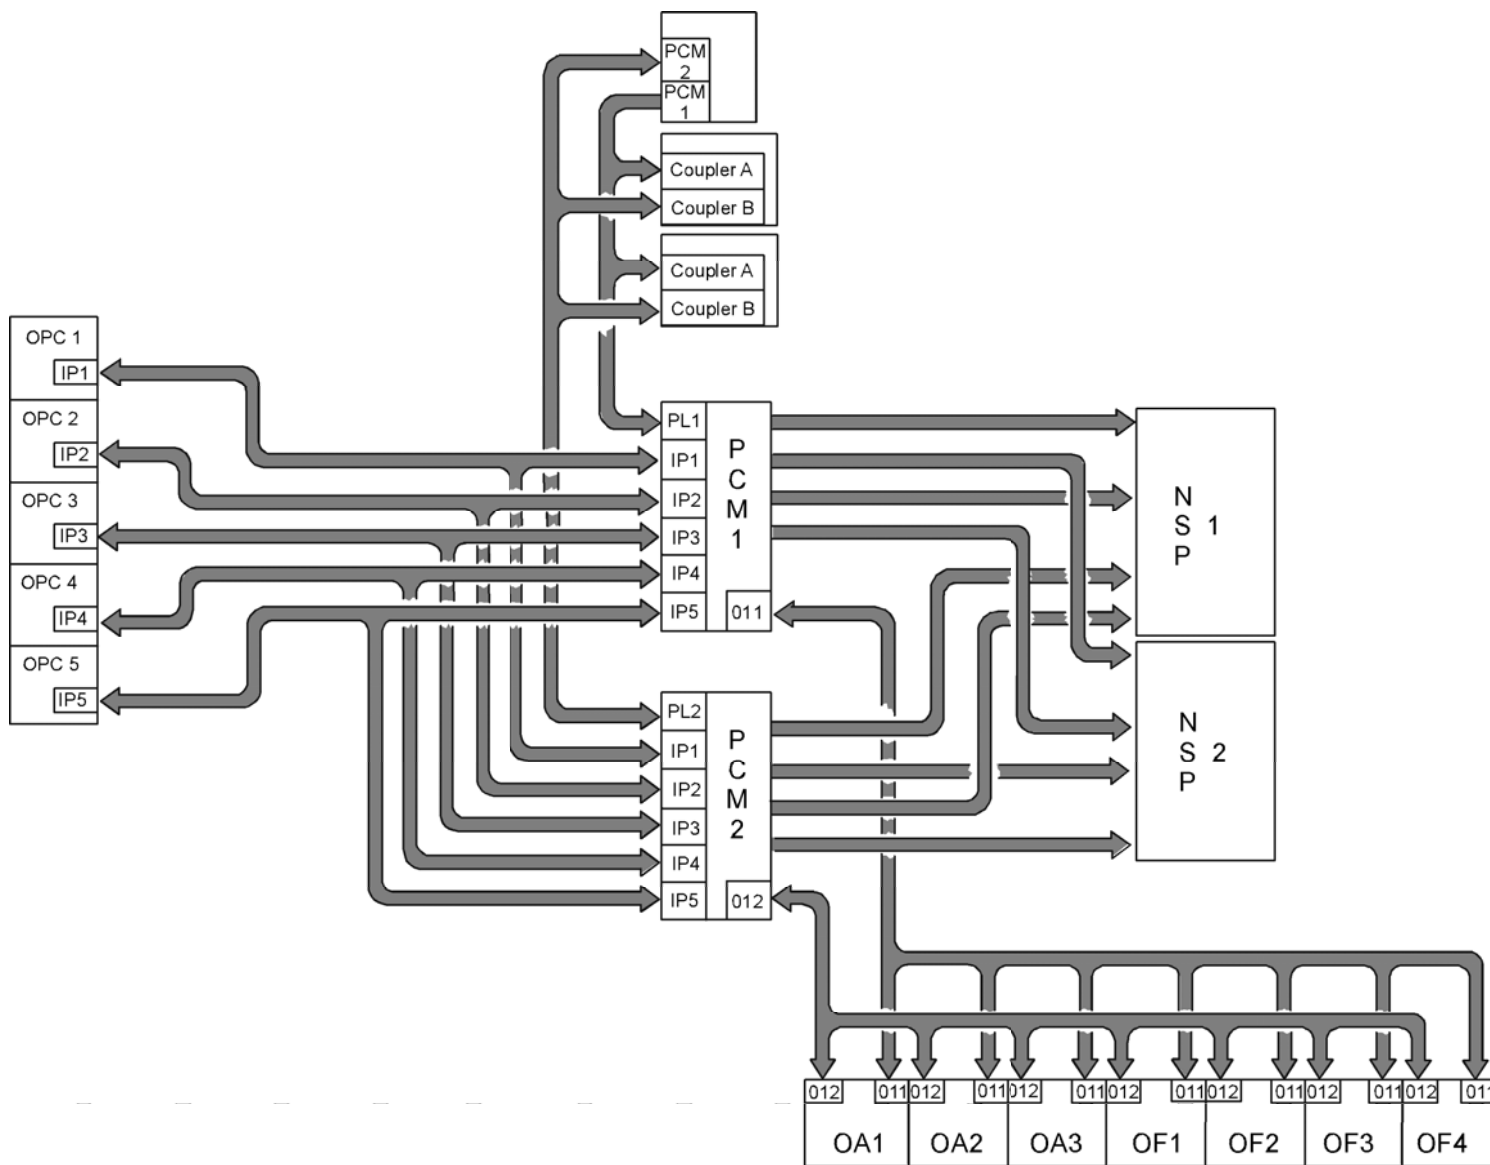 PCM
2
PCM
1
Coupler A
Coupler B
Coupler A
Coupler B
OPC 1
IP1
OPC 2
IP2
OPC 3
IP3
OPC 4
IP4
OPC 5
IP5
PL1
IP1
IP2
IP3
IP4
IP5
P
C
M
1
011
PL2
IP1
IP2
IP3
IP4
IP5
P
C
M
2
012
N
S 1
P
N
S 2
P
012 011 012 011 012 011 012 011 012 011 012 011 012 011
OA1 OA2 OA3 OF1 OF2 OF3 OF4